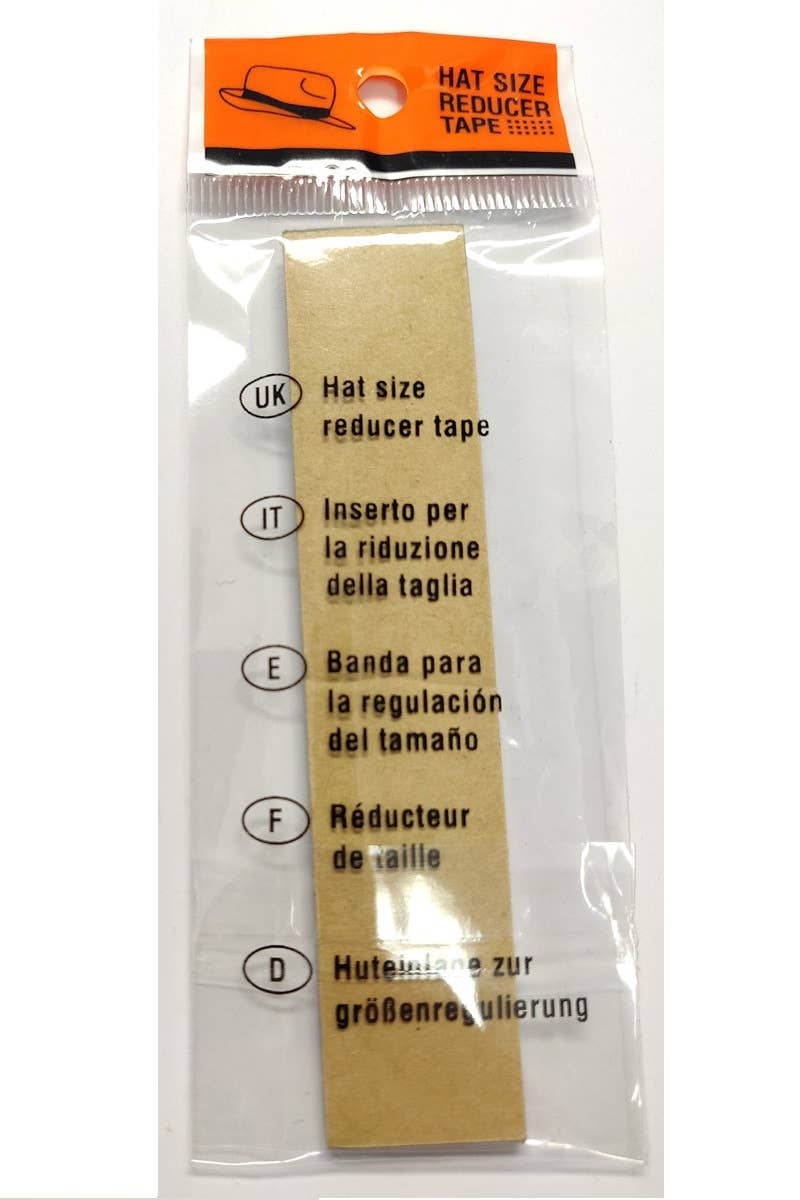 HAT SIZE
REDUCER
TAPE
UK
Hat size
reducer tape
IT
Inserto per
la riduzione
della taglia
E
Banda para
la regulación
del tamaño
F
Réducteur
de taille
D
Huteinlage zur
größenregulierung